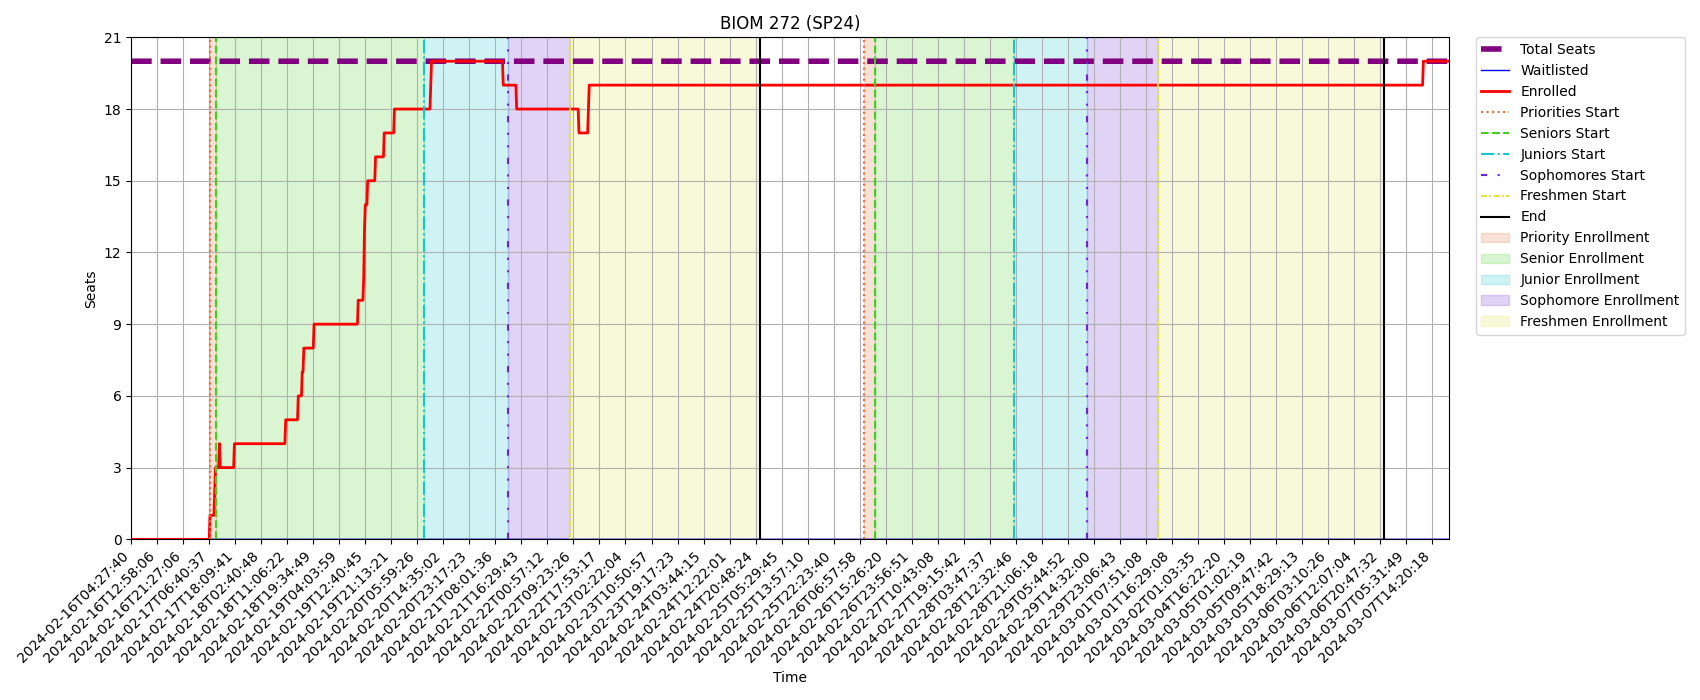 BIOM 272 (SP24)
21
18
15
12
9
6
3
0
Seats
2024-02-16T04:27:40
2024-02-16T12:58:06
2024-02-16T21:27:06
2024-02-17T06:40:37
2024-02-17T18:09:41
2024-02-18T02:40:48
2024-02-18T11:06:22
2024-02-18T19:34:49
2024-02-19T04:03:59
2024-02-19T12:40:45
2024-02-19T21:13:21
2024-02-20T05:59:26
2024-02-20T14:35:02
2024-02-20T23:17:23
2024-02-21T08:01:36
2024-02-21T16:29:43
2024-02-22T00:57:12
2024-02-22T09:23:26
2024-02-22T17:53:17
2024-02-23T02:22:04
2024-02-23T10:50:57
2024-02-23T19:17:23
2024-02-24T03:44:15
2024-02-24T12:22:01
2024-02-24T20:48:24
2024-02-25T05:29:45
2024-02-25T13:57:10
2024-02-25T22:23:40
2024-02-26T06:57:58
2024-02-26T15:26:20
2024-02-26T23:56:51
2024-02-27T10:43:08
2024-02-27T19:15:42
2024-02-28T03:47:37
2024-02-28T12:32:46
2024-02-28T21:06:18
2024-02-29T05:44:52
2024-02-29T14:32:00
2024-02-29T23:06:43
2024-03-01T07:51:08
2024-03-01T16:29:08
2024-03-02T01:03:35
2024-03-04T16:22:20
2024-03-05T01:02:19
2024-03-05T09:47:42
2024-03-05T18:29:13
2024-03-06T03:10:26
2024-03-06T12:07:04
2024-03-06T20:47:32
2024-03-07T05:31:49
2024-03-07T14:20:18
Time
Total Seats
Waitlisted
Enrolled
Priorities Start
Seniors Start
Juniors Start
Sophomores Start
Freshmen Start
End
Priority Enrollment
Senior Enrollment
Junior Enrollment
Sophomore Enrollment
Freshmen Enrollment